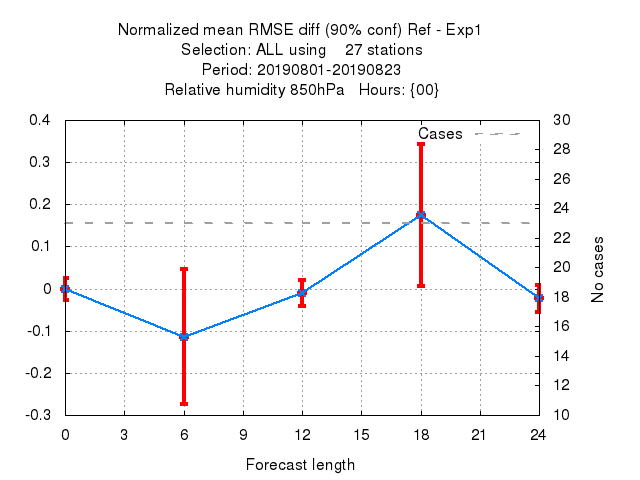 Normalized mean RMSE diff (90% conf) Ref - Exp1
Selection: ALL using    27 stations
Period: 20190801-20190823
Relative humidity 850hPa   Hours: {00}
Cases
0.4
0.3
0.2
0.1
0
-0.1
-0.2
-0.3
30
28
26
24
22
20
18
16
14
12
10
No cases
0 3 6 9 12 15 18 21 24
Forecast length